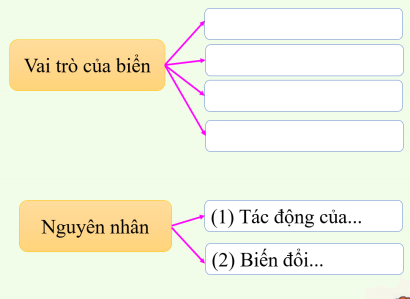 Vai trò của biển
Nguyên nhân
(1) Tác động của...
(2) Biến đổi...